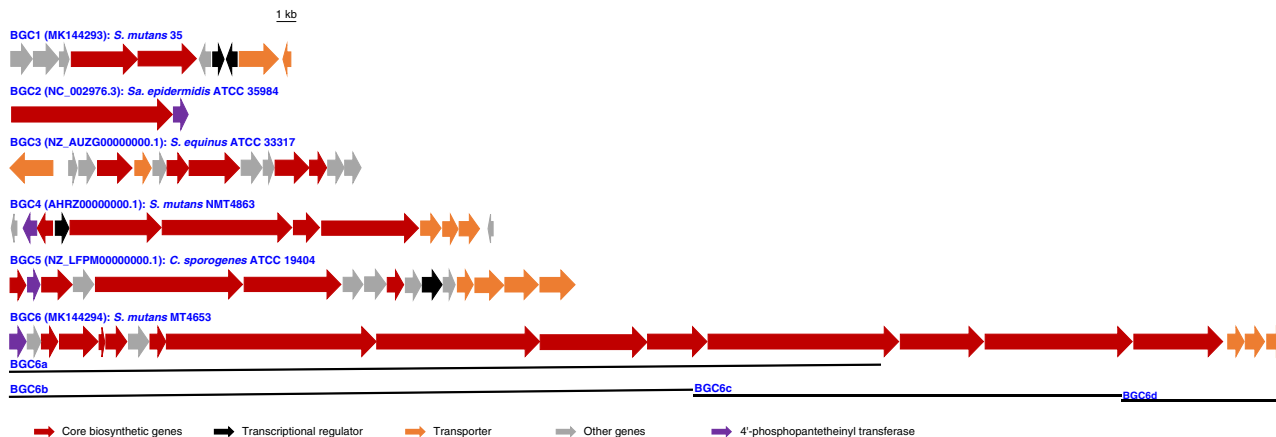 1 kb
BGC1 (MK144293): S. mutans 35
BGC2 (NC_002976.3): Sa. epidermidis ATCC 35984
BGC3 (NZ_AUZG00000000.1): S. equinus ATCC 33317
BGC4 (AHRZ00000000.1): S. mutans NMT4863
BGC5 (NZ_LFPM00000000.1): C. sporogenes ATCC 19404
BGC6 (MK144294): S. mutans MT4653
BGC6a
BGC6b BGC6c BGC6d
Core biosynthetic genes Transcriptional regulator Transporter Other genes 4'-phosphopantetheinyl transferase